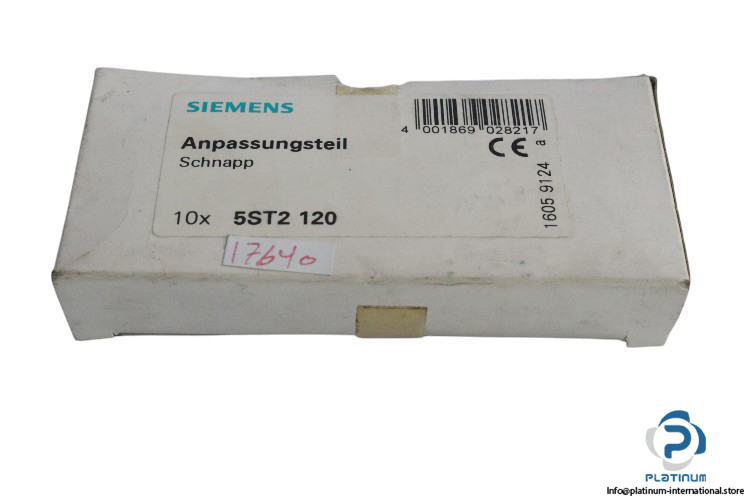 SIEMENS
Anpassungsteil
Schnapp
10x 5ST2 120
4 001869 028217
CE
1605 9124 a
17640
P
PLATINUM
Info@platinum-international.store